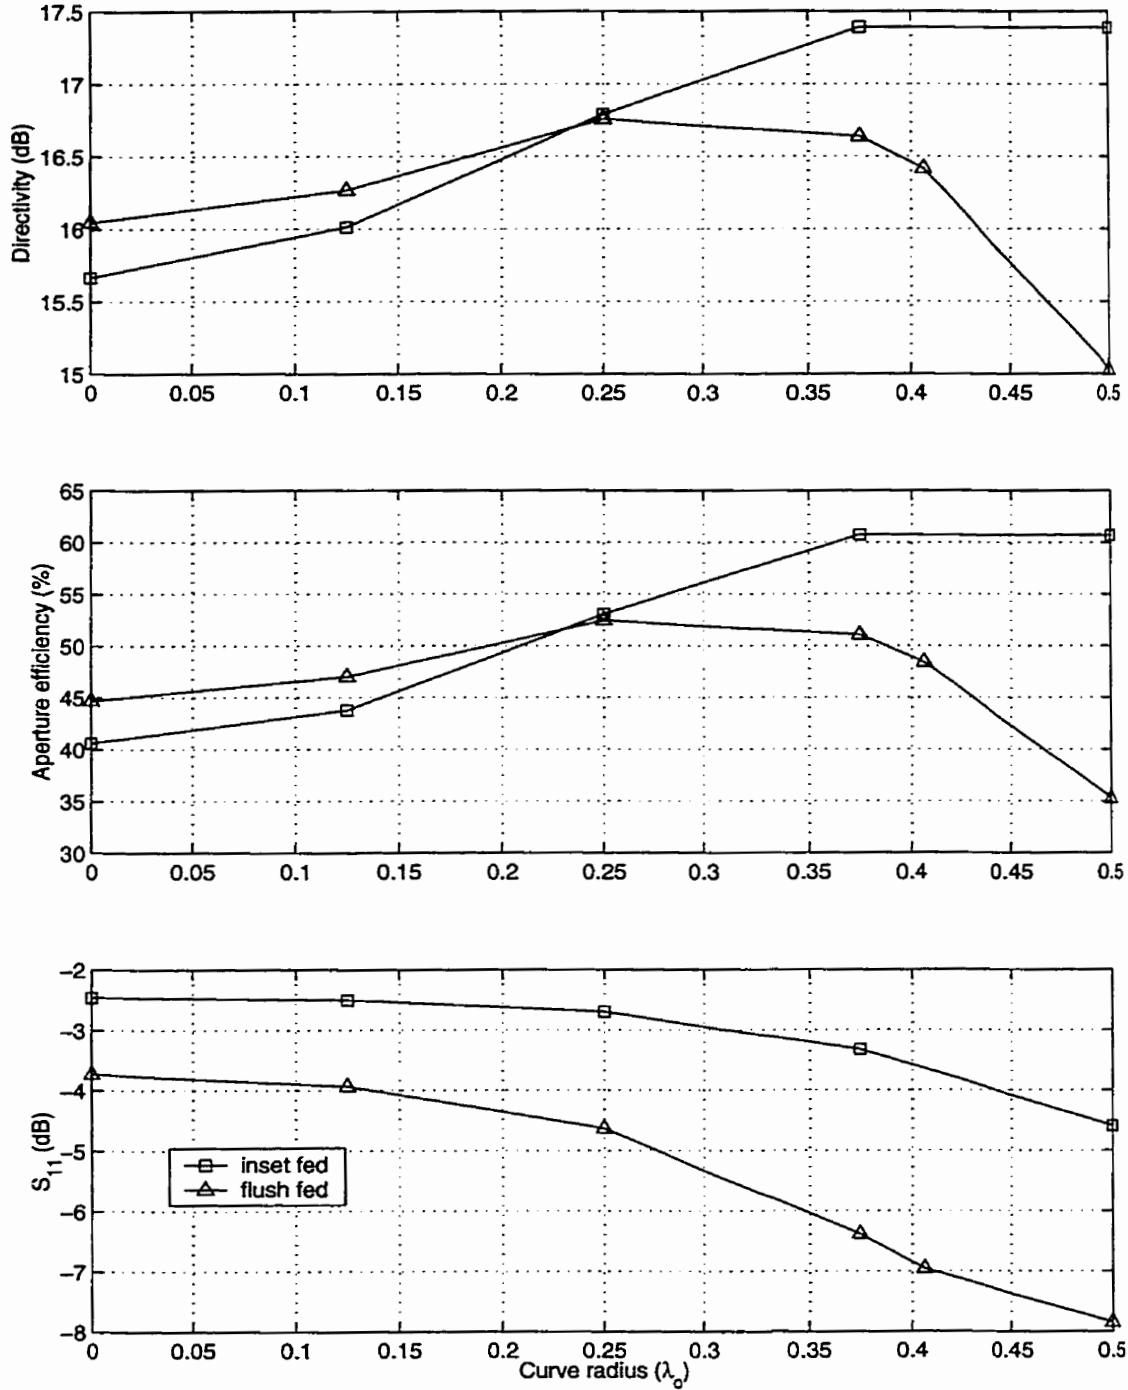 17.5
17
16.5
16
15.5
15
Directivity (dB)
0 0.05 0.1 0.15 0.2 0.25 0.3 0.35 0.4 0.45 0.5
65
60
55
50
45
40
35
30
Aperture efficiency (%)
0 0.05 0.1 0.15 0.2 0.25 0.3 0.35 0.4 0.45 0.5
−2
−3
−4
−5
−6
−7
−8
S11 (dB)
inset fed
flush fed
0 0.05 0.1 0.15 0.2 0.25 0.3 0.35 0.4 0.45 0.5
Curve radius (λo)